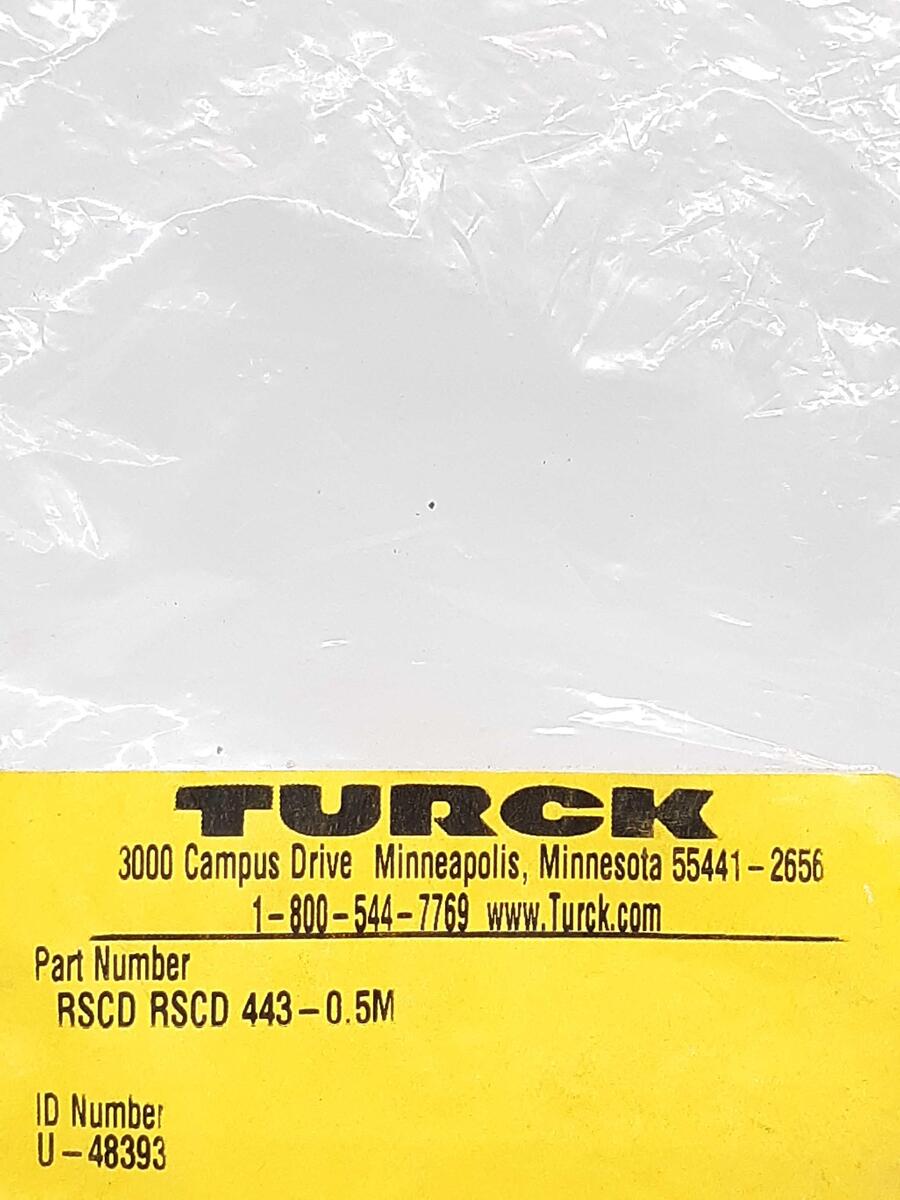 TURCK
3000 Campus Drive Minneapolis, Minnesota 55441-2656
1-800-544-7769 www.Turck.com
Part Number
RSCD RSCD 443-0.5M
ID Number
U-48393